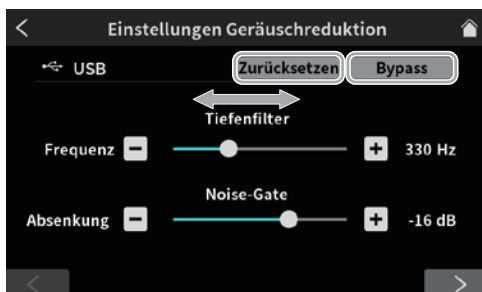 Einstellungen Geräuschreduktion
USB Zurücksetzen Bypass
Tiefenfilter
Frequenz − + 330 Hz
Noise-Gate
Absenkung − + -16 dB